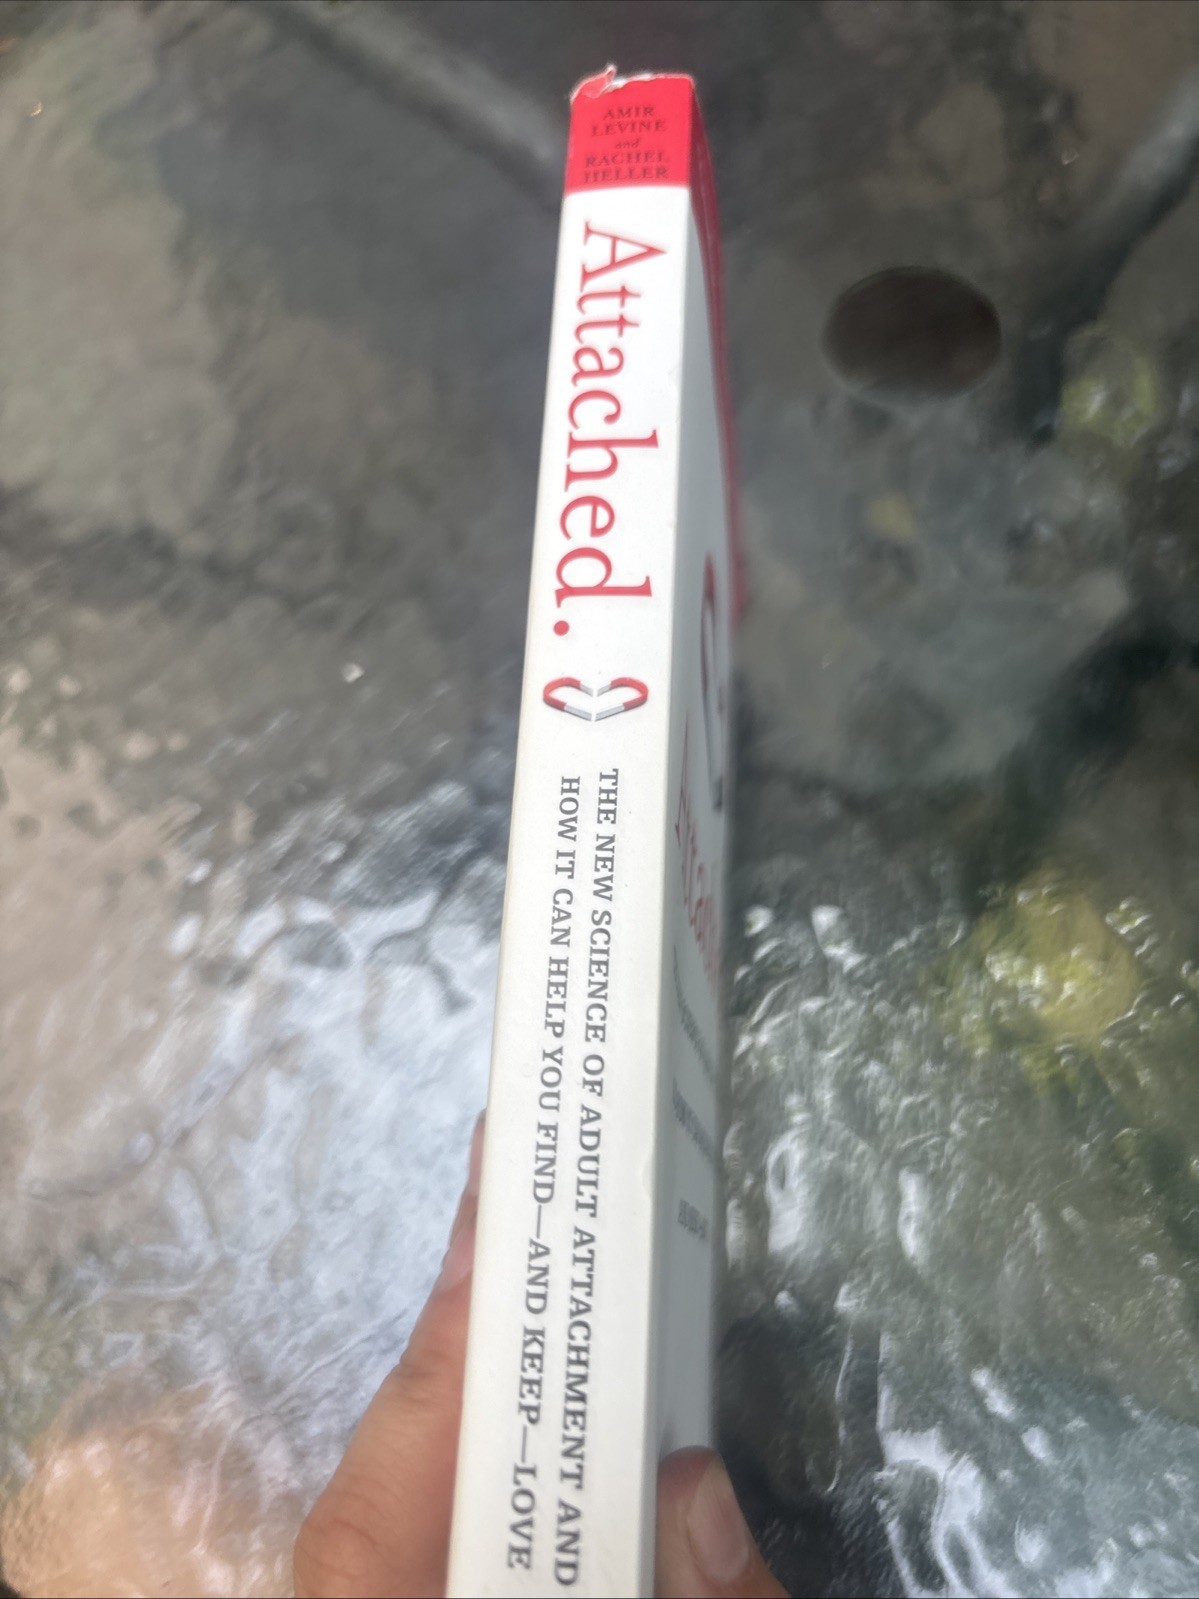 AMIR
LEVINE
and
RACHEL
HELLER
Attached.
THE NEW SCIENCE OF ADULT ATTACHMENT AND
HOW IT CAN HELP YOU FIND—AND KEEP—LOVE